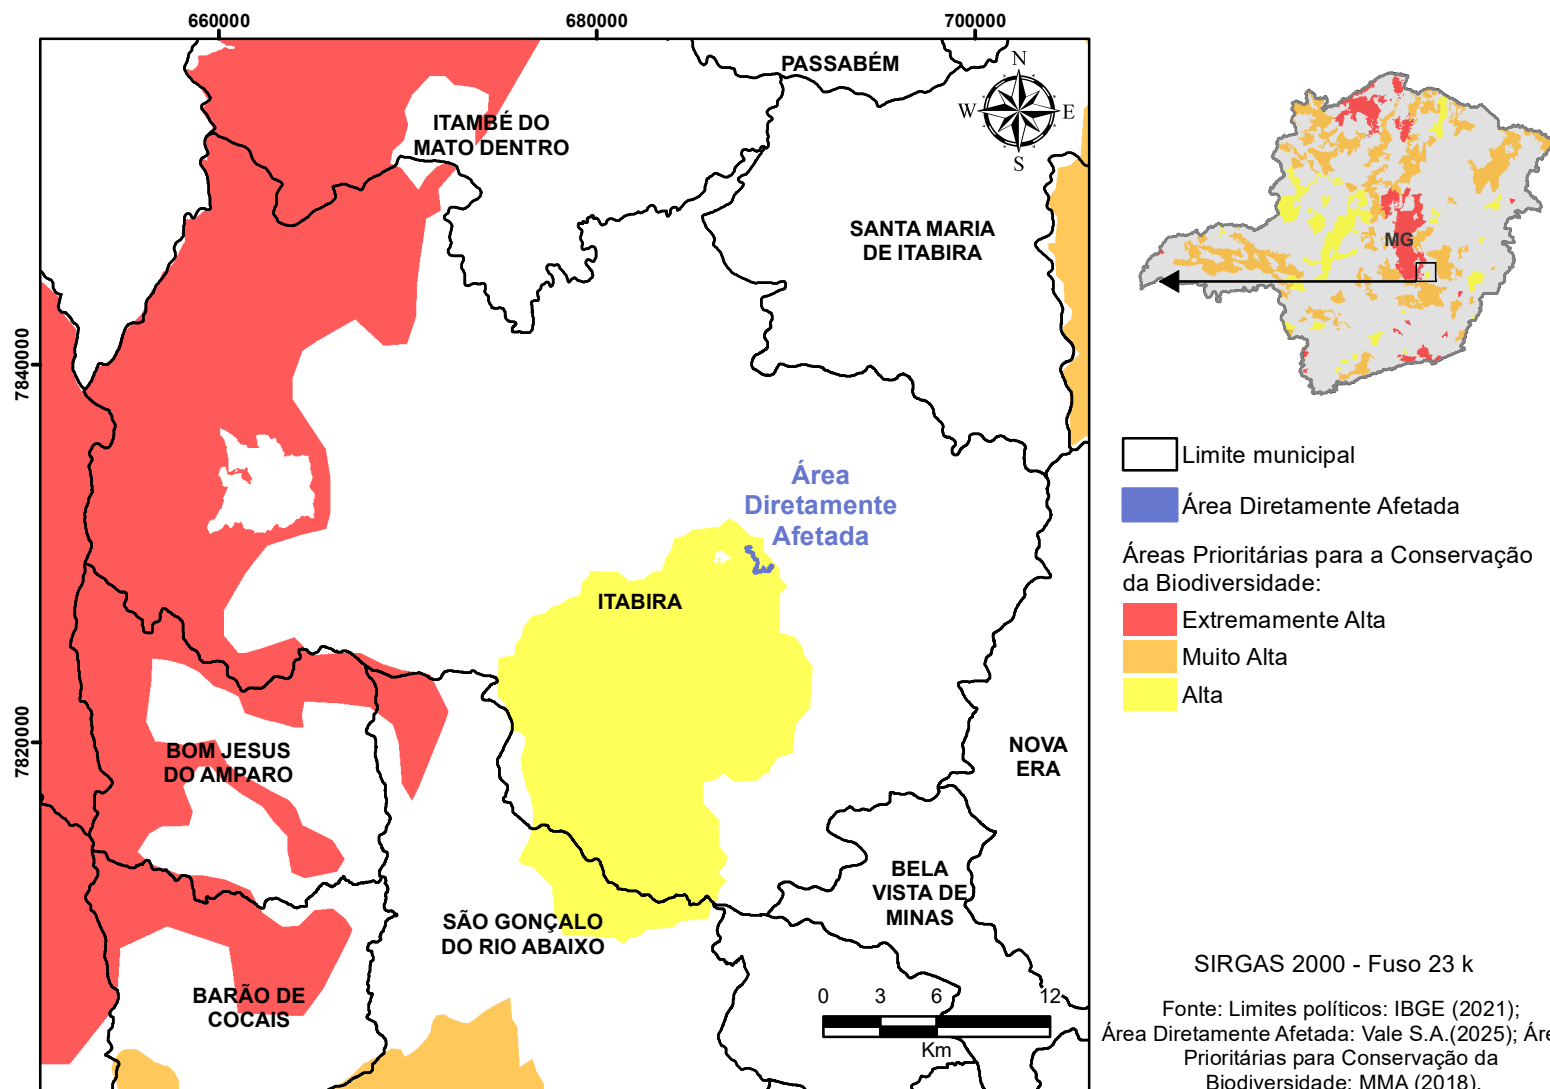 660000
680000
700000
7840000
7820000
PASSABÉM
ITAMBÉ DO
MATO DENTRO
SANTA MARIA
DE ITABIRA
Área
Diretamente
Afetada
ITABIRA
BOM JESUS
DO AMPARO
NOVA
ERA
BELA
VISTA DE
MINAS
SÃO GONÇALO
DO RIO ABAIXO
BARÃO DE
COCAIS
N
W
E
S
0
3
6
12
Km
MG
Limite municipal
Área Diretamente Afetada
Áreas Prioritárias para a Conservação
da Biodiversidade:
Extremamente Alta
Muito Alta
Alta
SIRGAS 2000 - Fuso 23 k
Fonte: Limites políticos: IBGE (2021);
Área Diretamente Afetada: Vale S.A.(2025);
Prioritárias para Conservação da
Biodiversidade: MMA (2018).